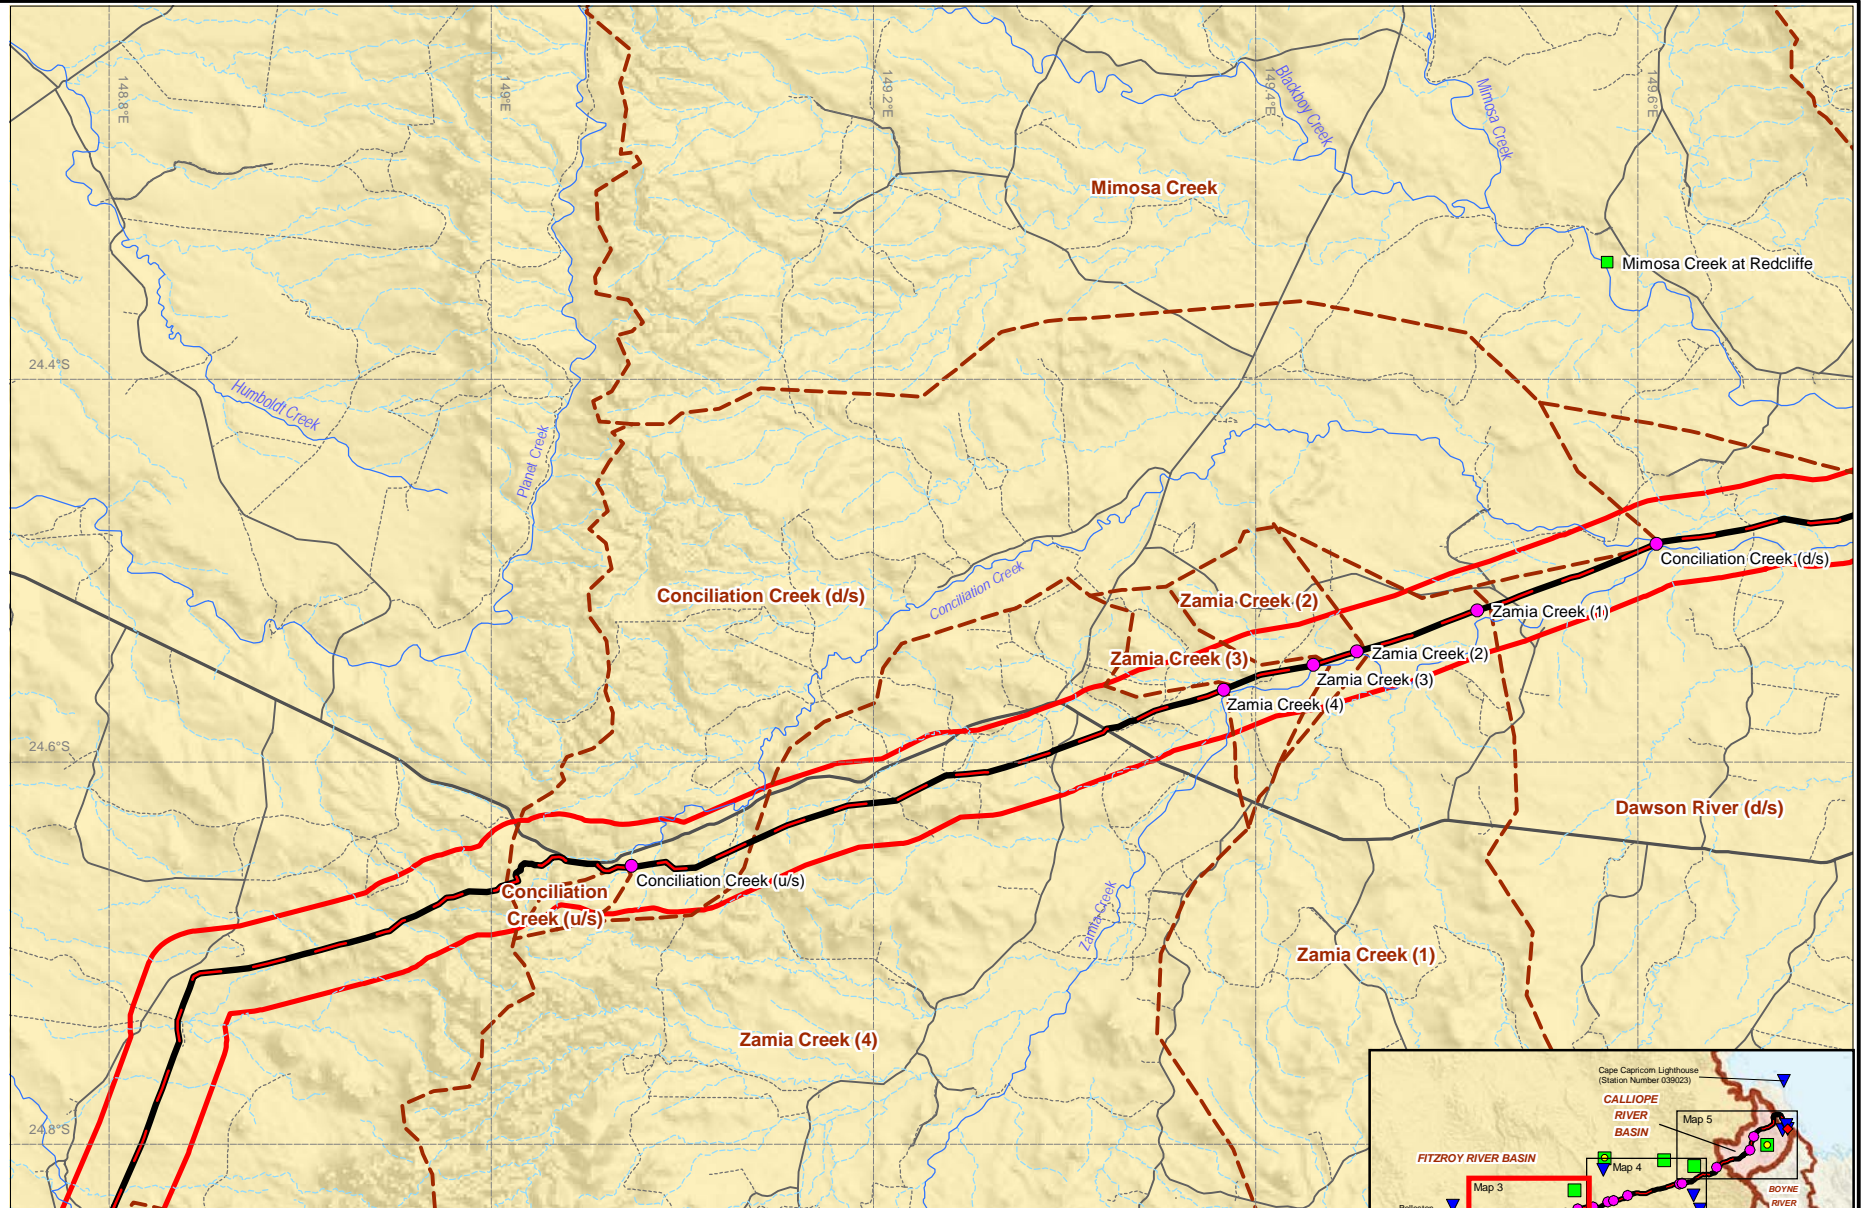 148.8°E
149°E
149.2°E
149.4°E
149.6°E
Blackboy Creek
Mimosa Creek
Mimosa Creek
Mimosa Creek at Redcliffe
24.4°S
Humboldt Creek
Planet Creek
Conciliation Creek (d/s)
Conciliation Creek (d/s)
Conciliation Creek
Zamia Creek (2)
Zamia Creek (1)
Zamia Creek (3)
Zamia Creek (2)
Zamia Creek (3)
Zamia Creek (4)
24.6°S
Dawson River (d/s)
Conciliation Creek (u/s)
Conciliation
Creek (u/s)
Zamia Creek
Zamia Creek (1)
Zamia Creek (4)
24.8°S
Cape Capricorn Lighthouse
(Station Number 039023)
CALLIOPE
RIVER
BASIN
Map 5
FITZROY RIVER BASIN
Map 4
Map 3
BOYNE
RIVER